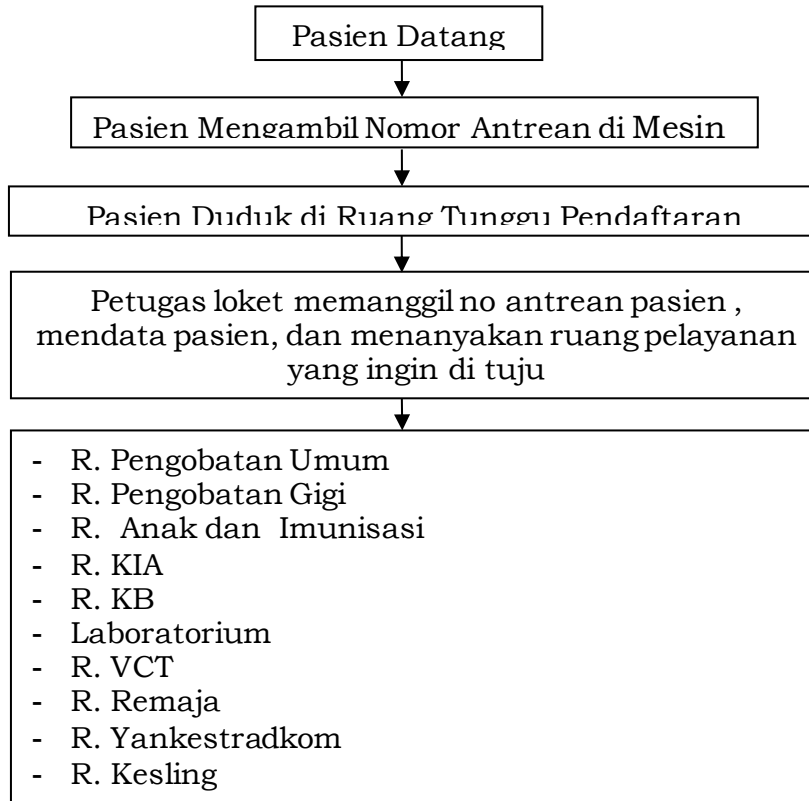 Pasien Datang
Pasien Mengambil Nomor Antrean di Mesin
Pasien Duduk di Ruang Tunggu Pendaftaran
Petugas loket memanggil no antrean pasien ,
mendata pasien, dan menanyakan ruang pelayanan
yang ingin di tuju
- R. Pengobatan Umum
- R. Pengobatan Gigi
- R. Anak dan Imunisasi
- R. KIA
- R. KB
- Laboratorium
- R. VCT
- R. Remaja
- R. Yankestradkom
- R. Kesling